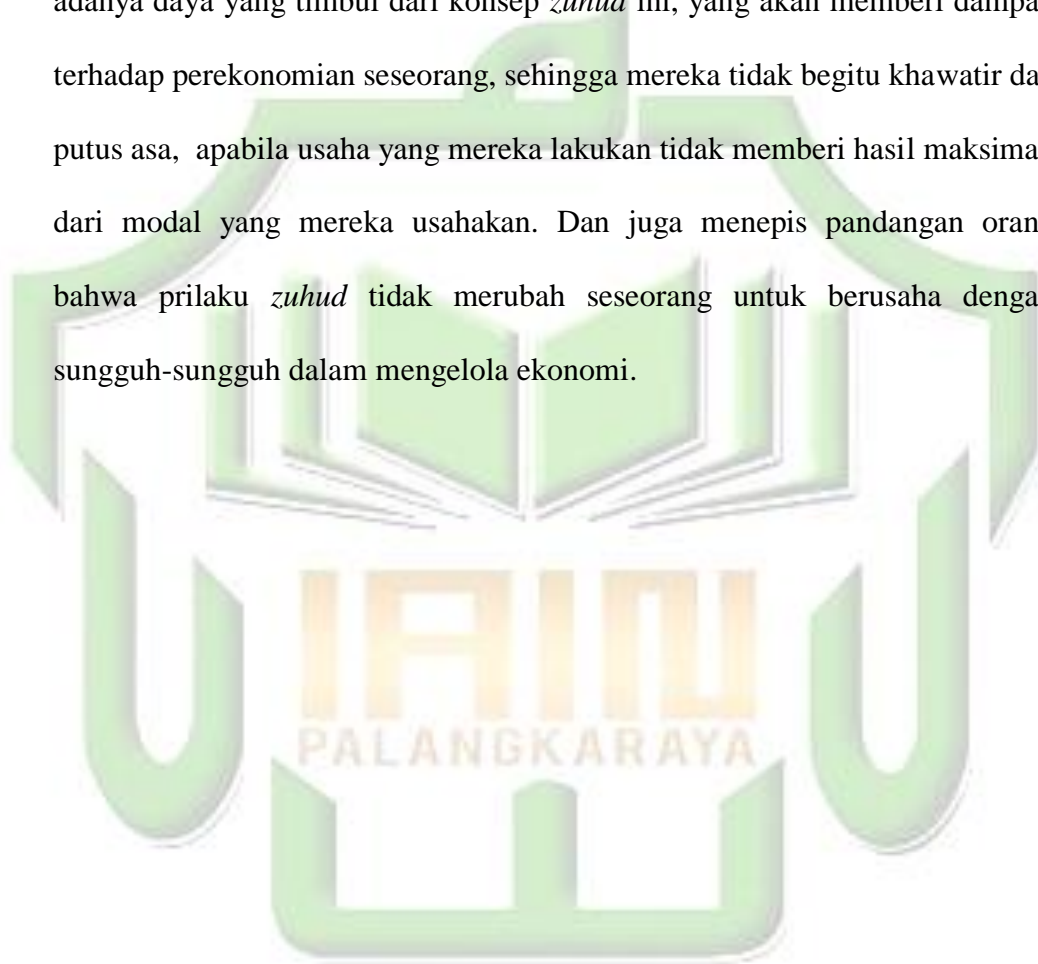 adanya daya yang timbul dari konsep zuhud ini, yang akan memberi dampa
terhadap perekonomian seseorang, sehingga mereka tidak begitu khawatir da
putus asa, apabila usaha yang mereka lakukan tidak memberi hasil maksima
dari modal yang mereka usahakan. Dan juga menepis pandangan oran
bahwa prilaku zuhud tidak merubah seseorang untuk berusaha denga
sungguh-sungguh dalam mengelola ekonomi.
IAIN
PALANGKARAYA